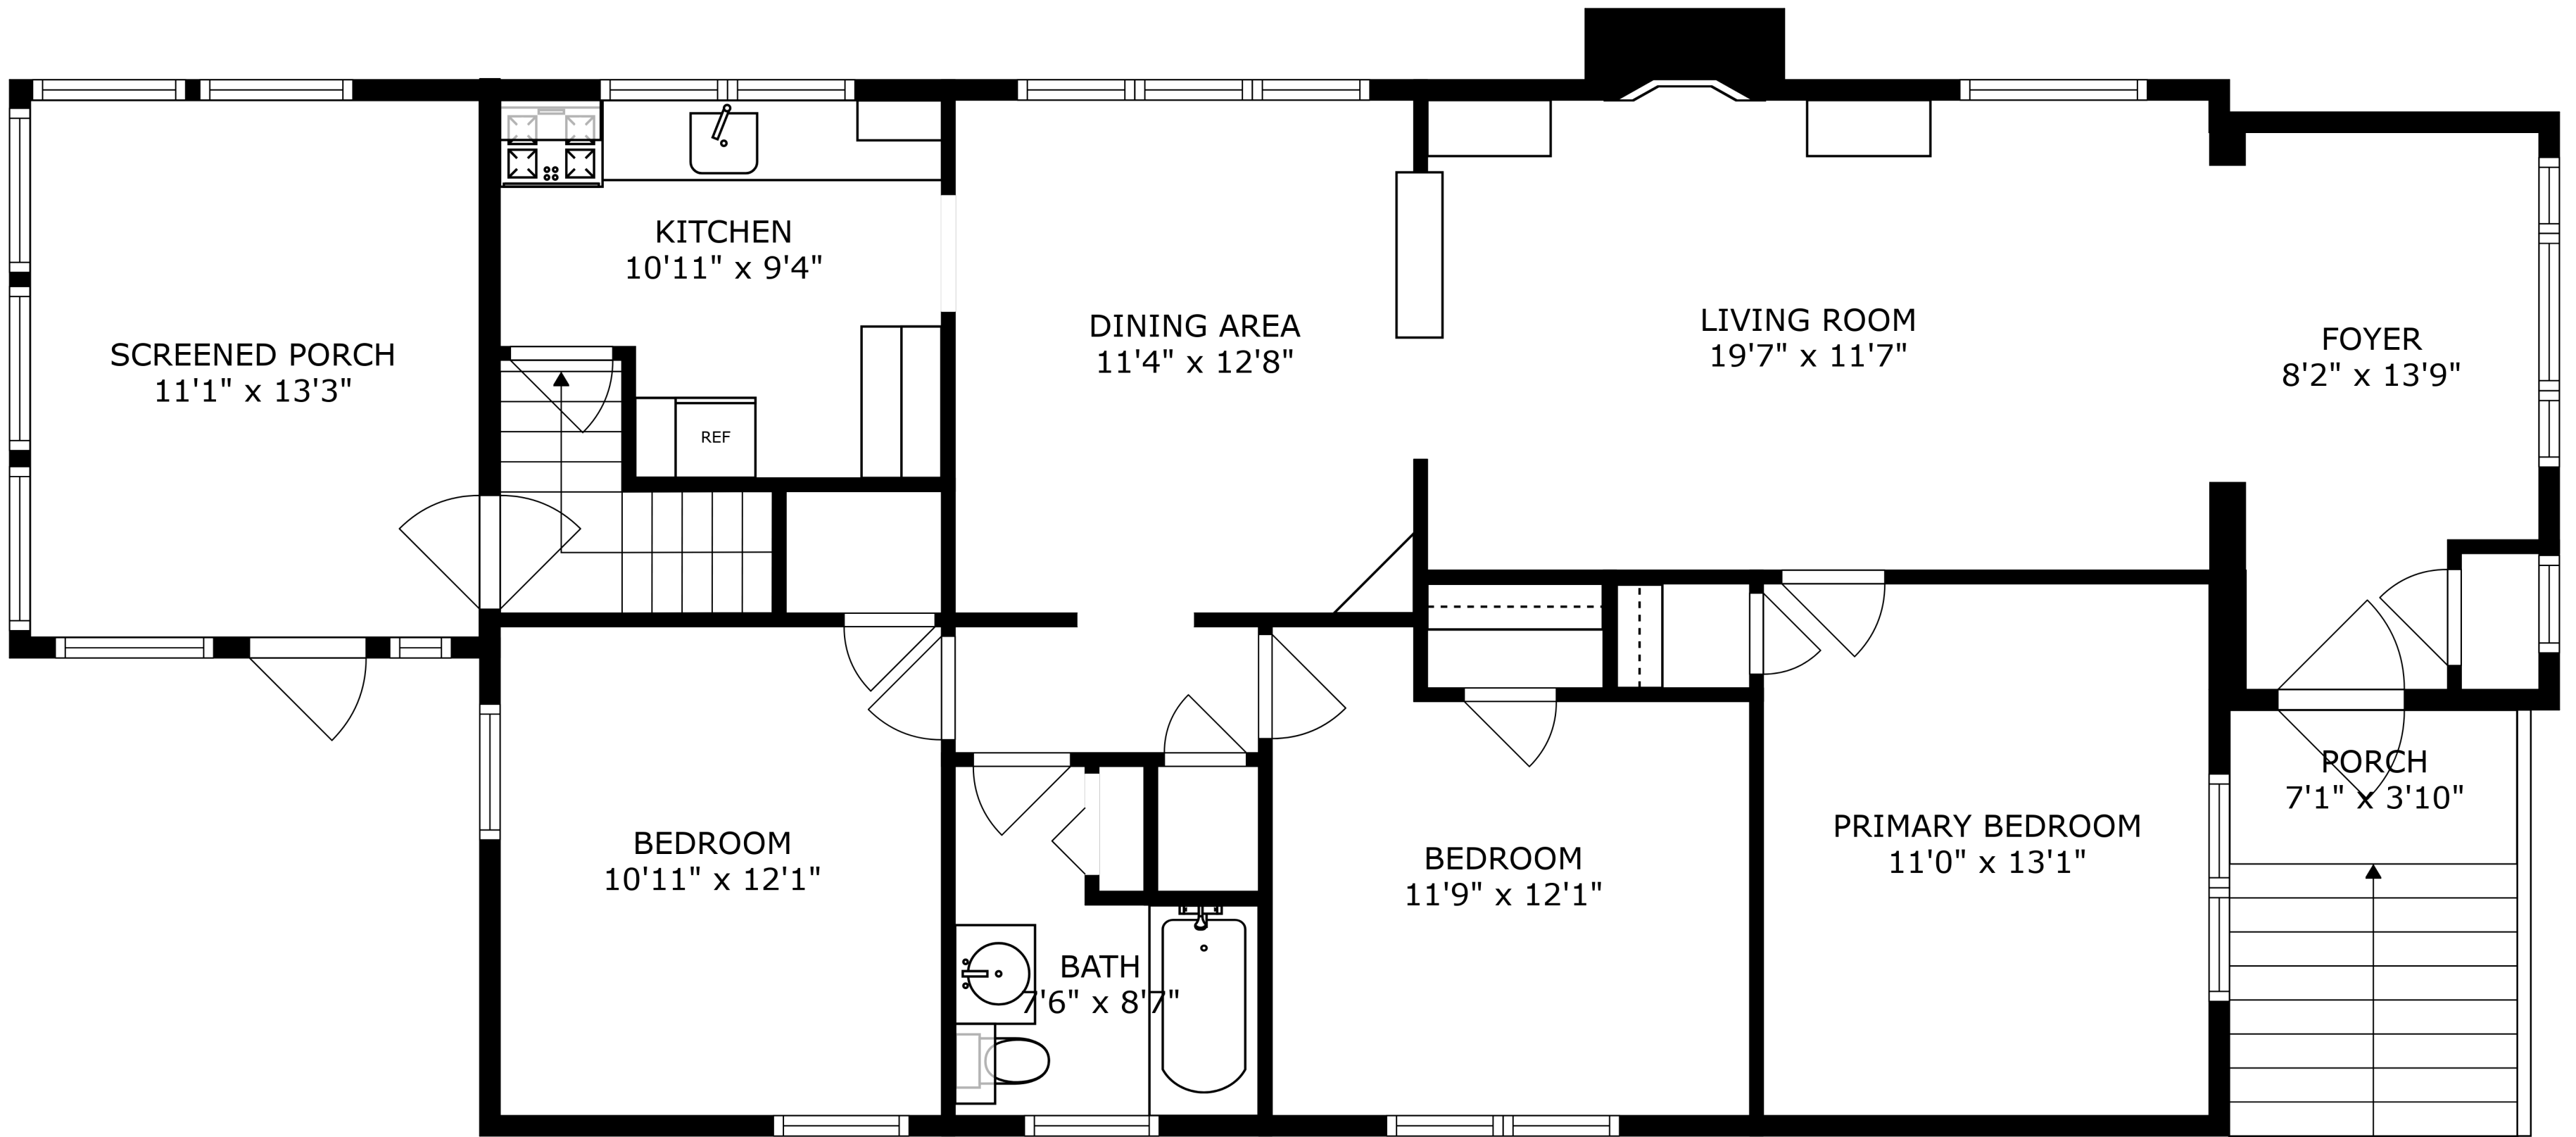 KITCHEN
10'11" x 9'4"
SCREENED PORCH
11'1" x 13'3"
REF
DINING AREA
11'4" x 12'8"
LIVING ROOM
19'7" x 11'7"
FOYER
8'2" x 13'9"
BEDROOM
10'11" x 12'1"
BATH
7'6" x 8'7"
BEDROOM
11'9" x 12'1"
PRIMARY BEDROOM
11'0" x 13'1"
PORCH
7'1" x 3'10"